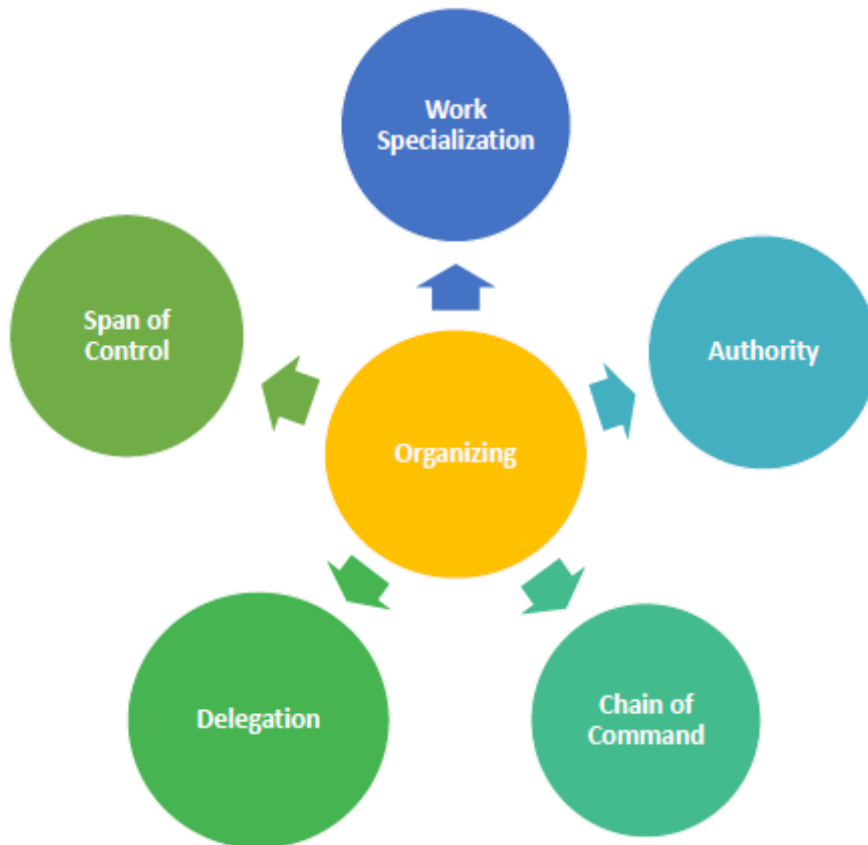 Work
Specialization
Span of
Control
Authority
Organizing
Delegation
Chain of
Command